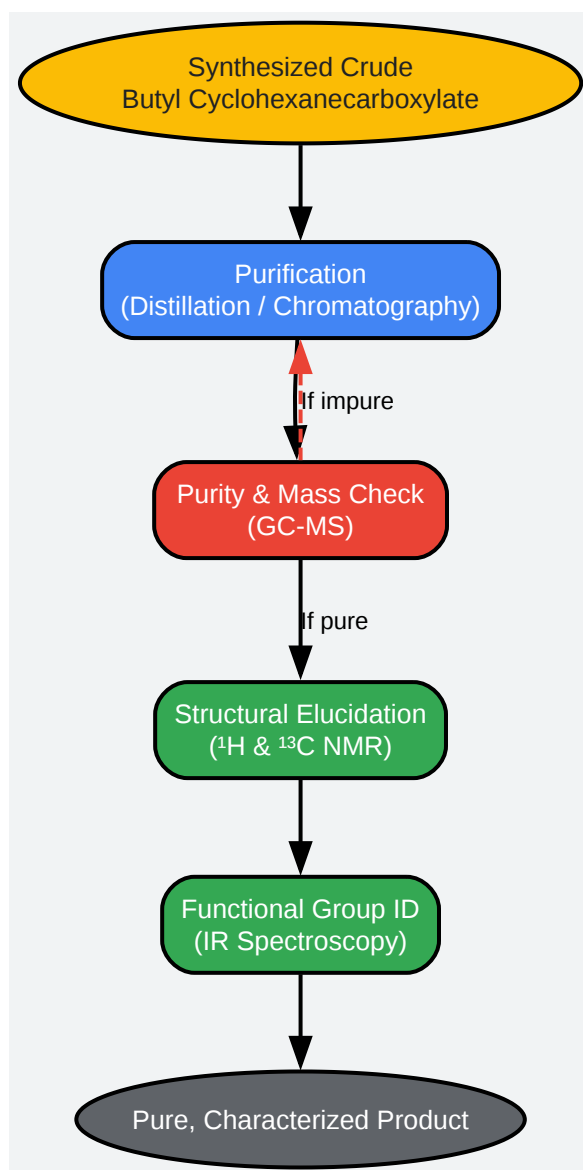 Synthesized Crude
Butyl Cyclohexanecarboxylate
Purification
(Distillation / Chromatography)
If impure
Purity & Mass Check
(GC-MS)
If pure
Structural Elucidation
(¹H & ¹³C NMR)
Functional Group ID
(IR Spectroscopy)
Pure, Characterized Product